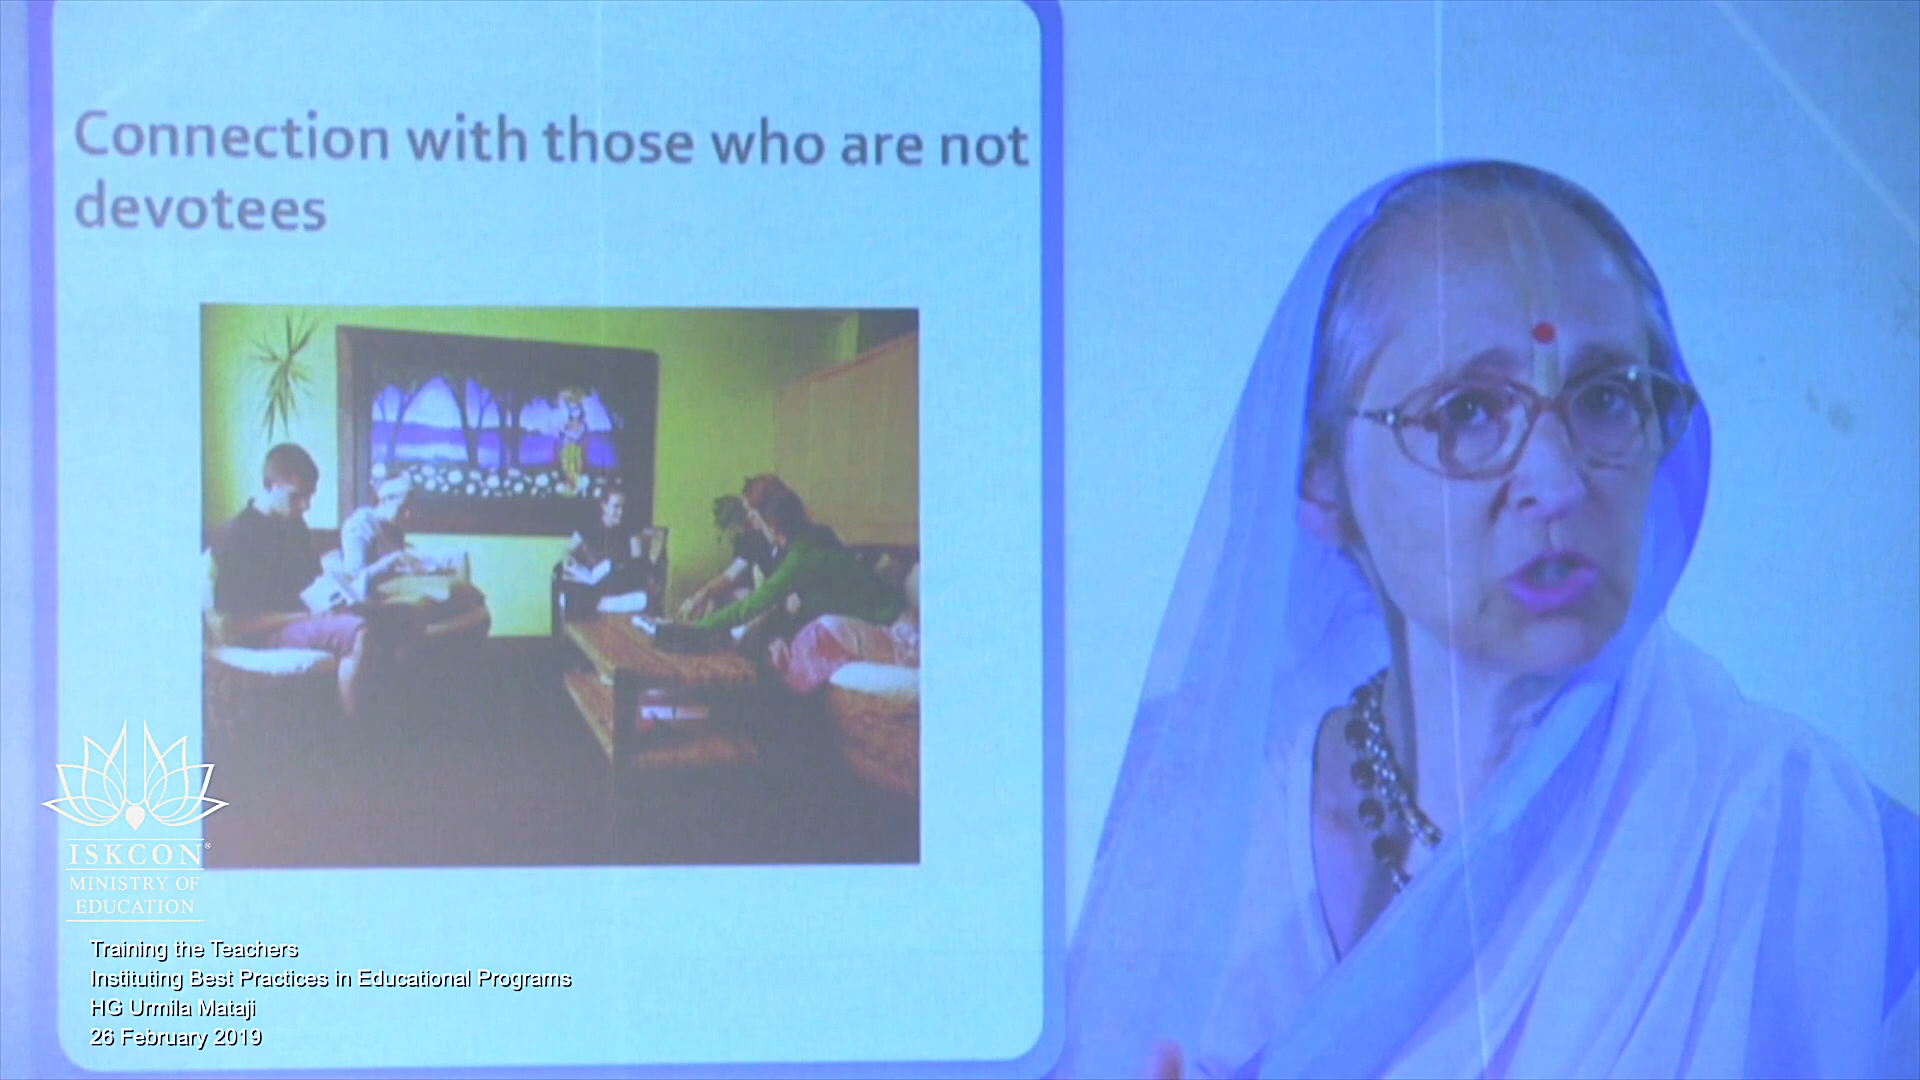 Connection with those who are not
devotees
ISKCON®
MINISTRY OF
EDUCATION
Training the Teachers
Instituting Best Practices in Educational Programs
HG Urmila Mataji
26 February 2019